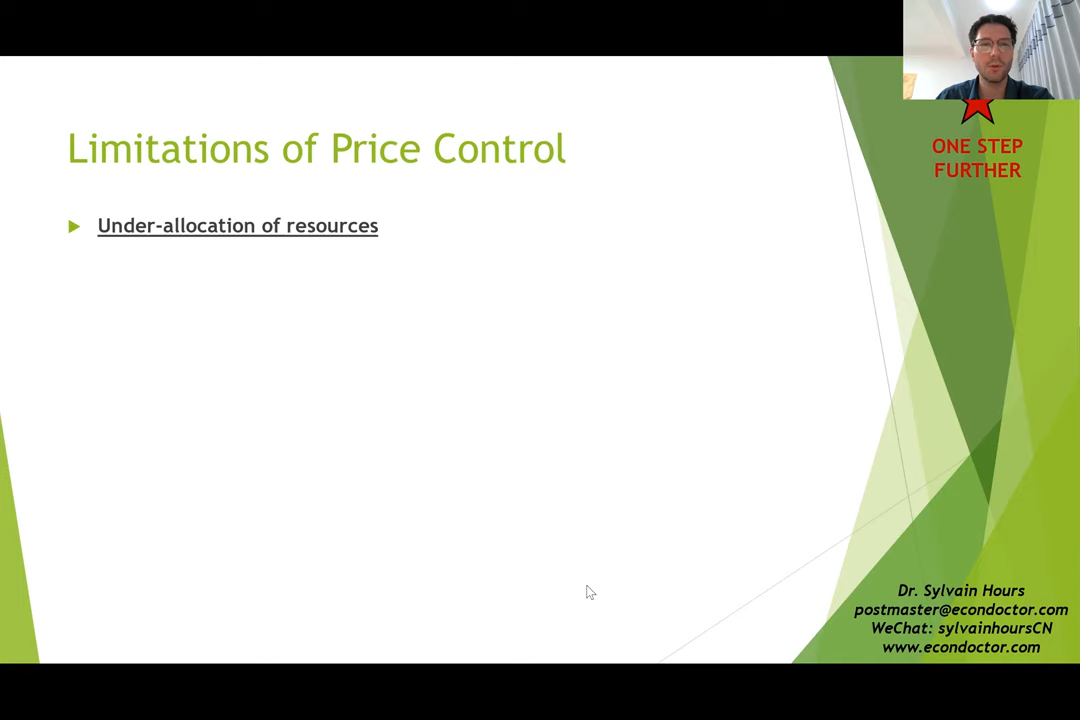 Limitations of Price Control
ONE STEP
FURTHER
Under-allocation of resources
Dr. Sylvain Hours
postmaster@econdoctor.com
WeChat: sylvainhoursCN
www.econdoctor.com